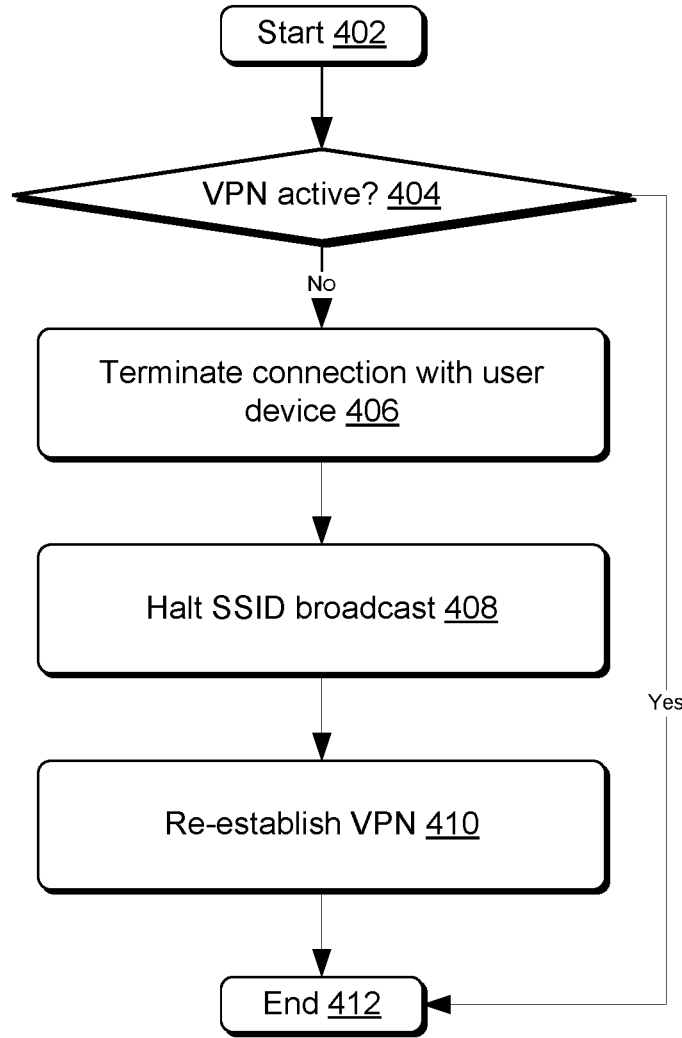 Start 402
VPN active? 404
No
Terminate connection with user
device 406
Halt SSID broadcast 408
Yes
Re-establish VPN 410
End 412